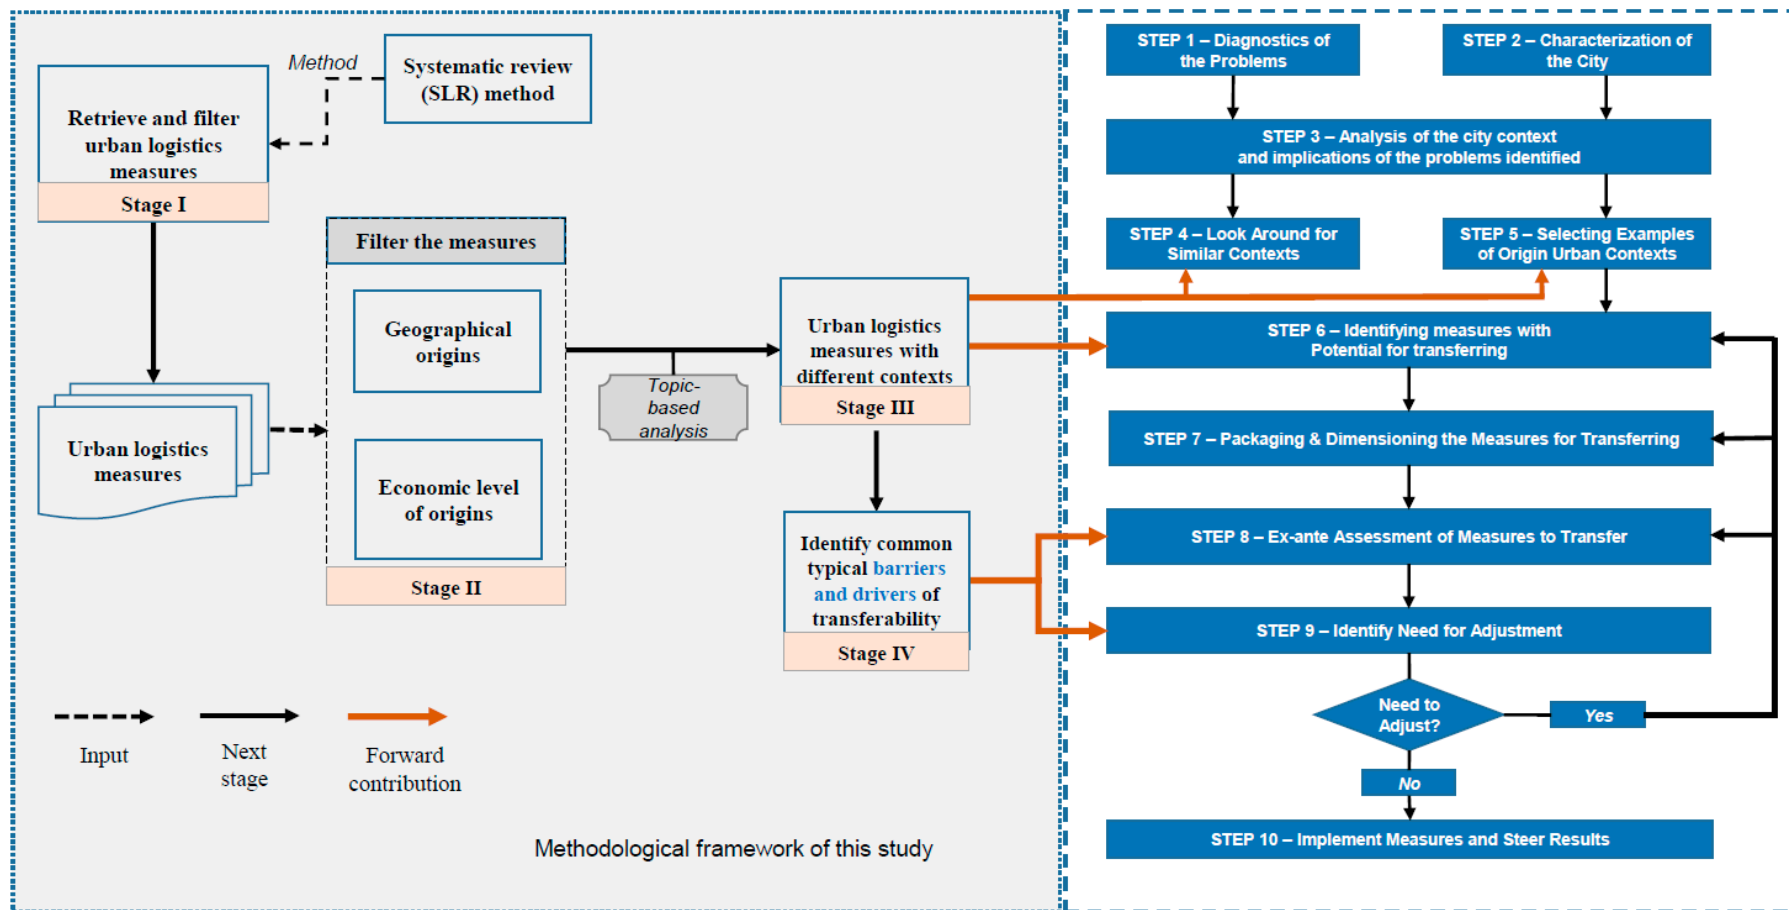 Method
Systematic review
(SLR) method
Retrieve and filter
urban logistics
measures
Stage I
Filter the measures
Geographical
origins
Economic level
of origins
Stage II
Urban logistics
measures
Topic-
based
analysis
Urban logistics
measures with
different contexts
Stage III
Identify common
typical barriers
and drivers of
transferability
Stage IV
Input
Next
stage
Forward
contribution
Methodological framework of this study
STEP 1 – Diagnostics of
the Problems
STEP 2 – Characterization of
the City
STEP 3 – Analysis of the city context
and implications of the problems identified
STEP 4 – Look Around for
Similar Contexts
STEP 5 – Selecting Examples
of Origin Urban Contexts
STEP 6 – Identifying measures with
Potential for transferring
STEP 7 – Packaging & Dimensioning the Measures for Transferring
STEP 8 – Ex-ante Assessment of Measures to Transfer
STEP 9 – Identify Need for Adjustment
Need to
Adjust?
Yes
No
STEP 10 – Implement Measures and Steer Results